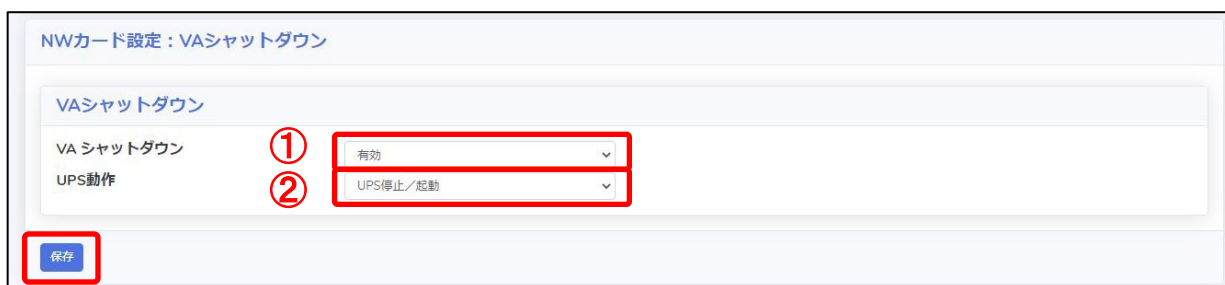 NWカード設定：VAシャットダウン
VAシャットダウン
VA シャットダウン ① 有効
UPS動作 ② UPS停止／起動
保存